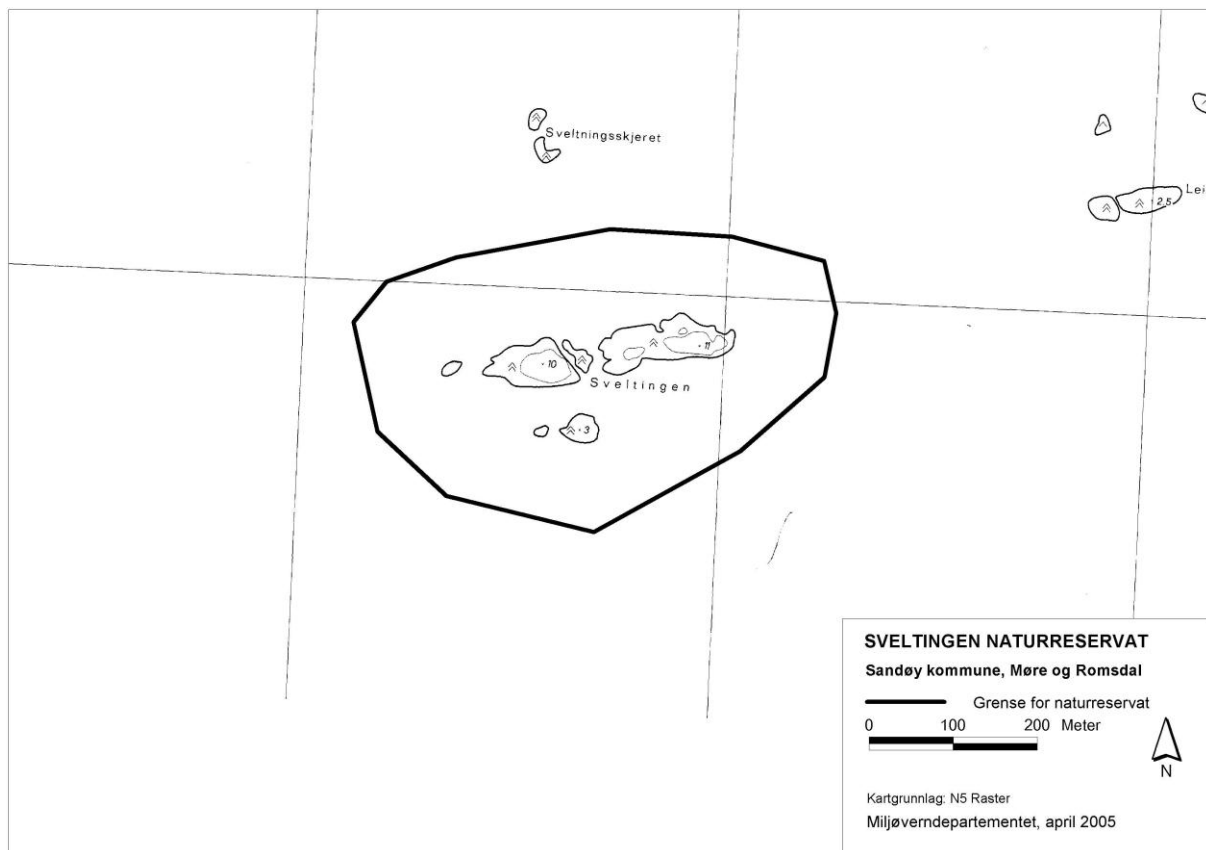 Sveltningsskjeret
Lei
2,5
11
10
Sveltingen
3
SVELTINGEN NATURRESERVAT
Sandøy kommune, Møre og Romsdal
Grense for naturreservat
0 100 200 Meter
N
Kartgrunnlag: N5 Raster
Miljøverndepartementet, april 2005